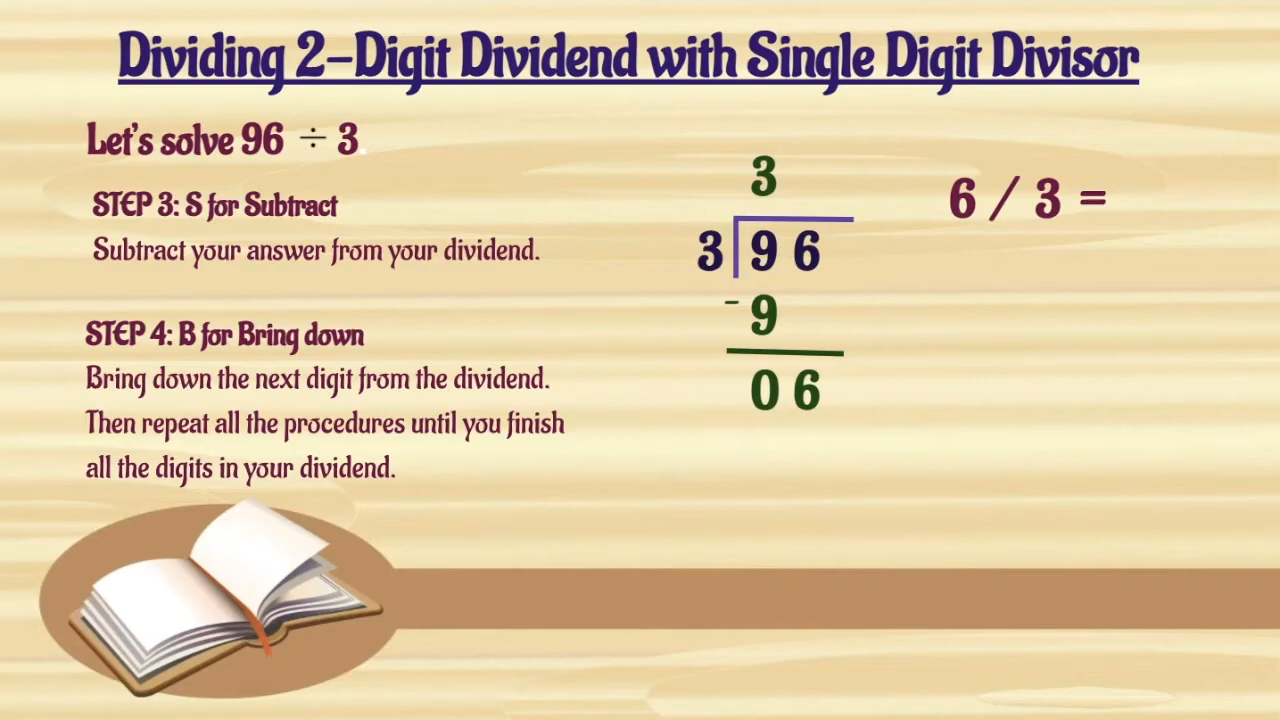 Dividing 2-Digit Dividend with Single Digit Divisor
Let's solve 96 ÷ 3.
STEP 3: S for Subtract
Subtract your answer from your dividend.
STEP 4: B for Bring down
Bring down the next digit from the dividend.
Then repeat all the procedures until you finish
all the digits in your dividend.
3
3 9 6
- 9
0 6
6 / 3 =